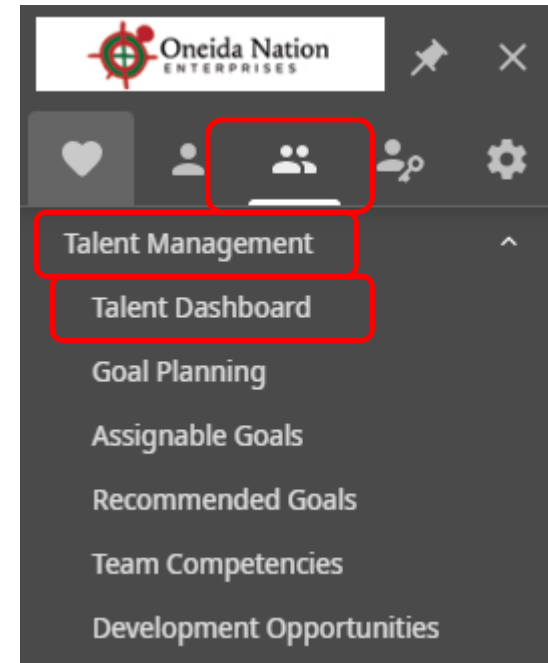 Oneida Nation
ENTERPRISES
Talent Management
Talent Dashboard
Goal Planning
Assignable Goals
Recommended Goals
Team Competencies
Development Opportunities